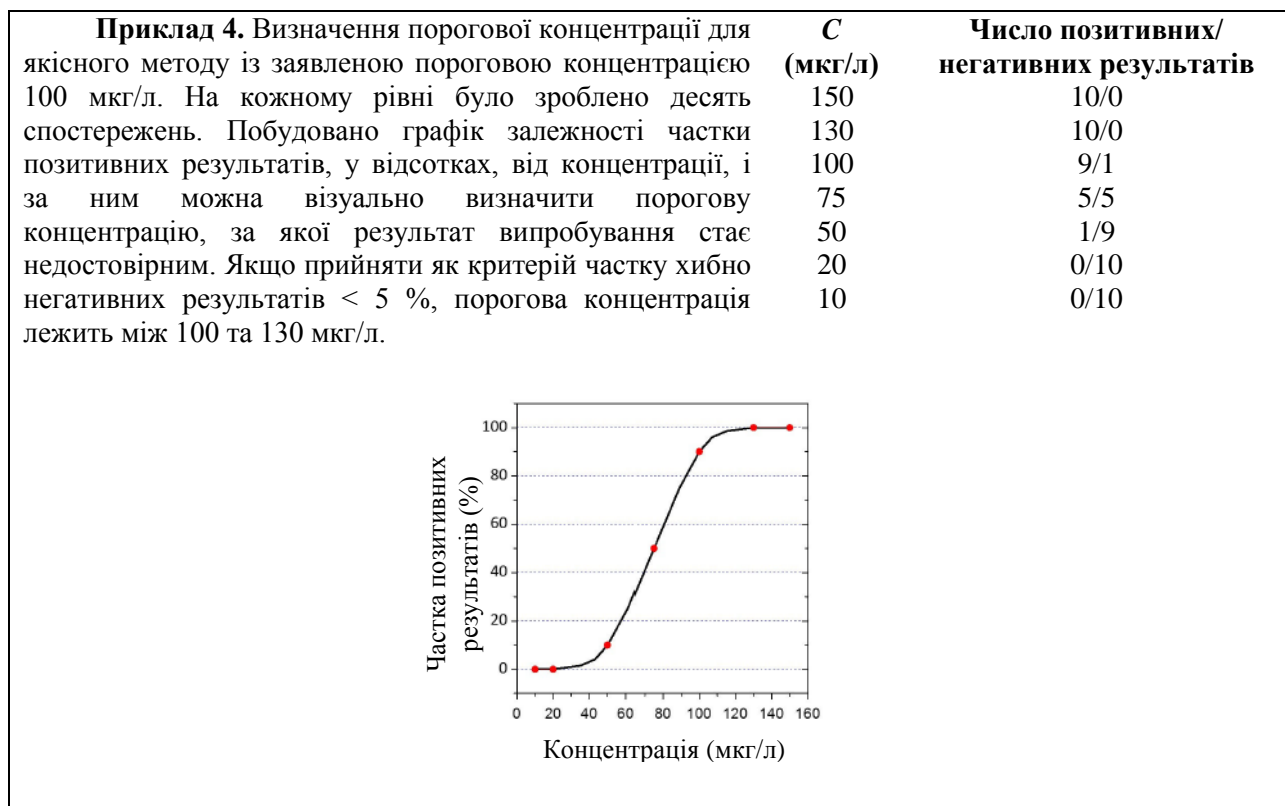 Приклад 4. Визначення порогової концентрації для
якісного методу із заявленою пороговою концентрацією
100 мкг/л. На кожному рівні було зроблено десять
спостережень. Побудовано графік залежності частки
позитивних результатів, у відсотках, від концентрації, і
за ним можна візуально визначити порогову
концентрацію, за якої результат випробування стає
недостовірним. Якщо прийняти як критерій частку хибно
негативних результатів < 5 %, порогова концентрація
лежить між 100 та 130 мкг/л.
C Число позитивних/
(мкг/л) негативних результатів
150 10/0
130 10/0
100 9/1
75 5/5
50 1/9
20 0/10
10 0/10
Частка позитивних
результатів (%)
100
80
60
40
20
0
0 20 40 60 80 100 120 140 160
Концентрація (мкг/л)